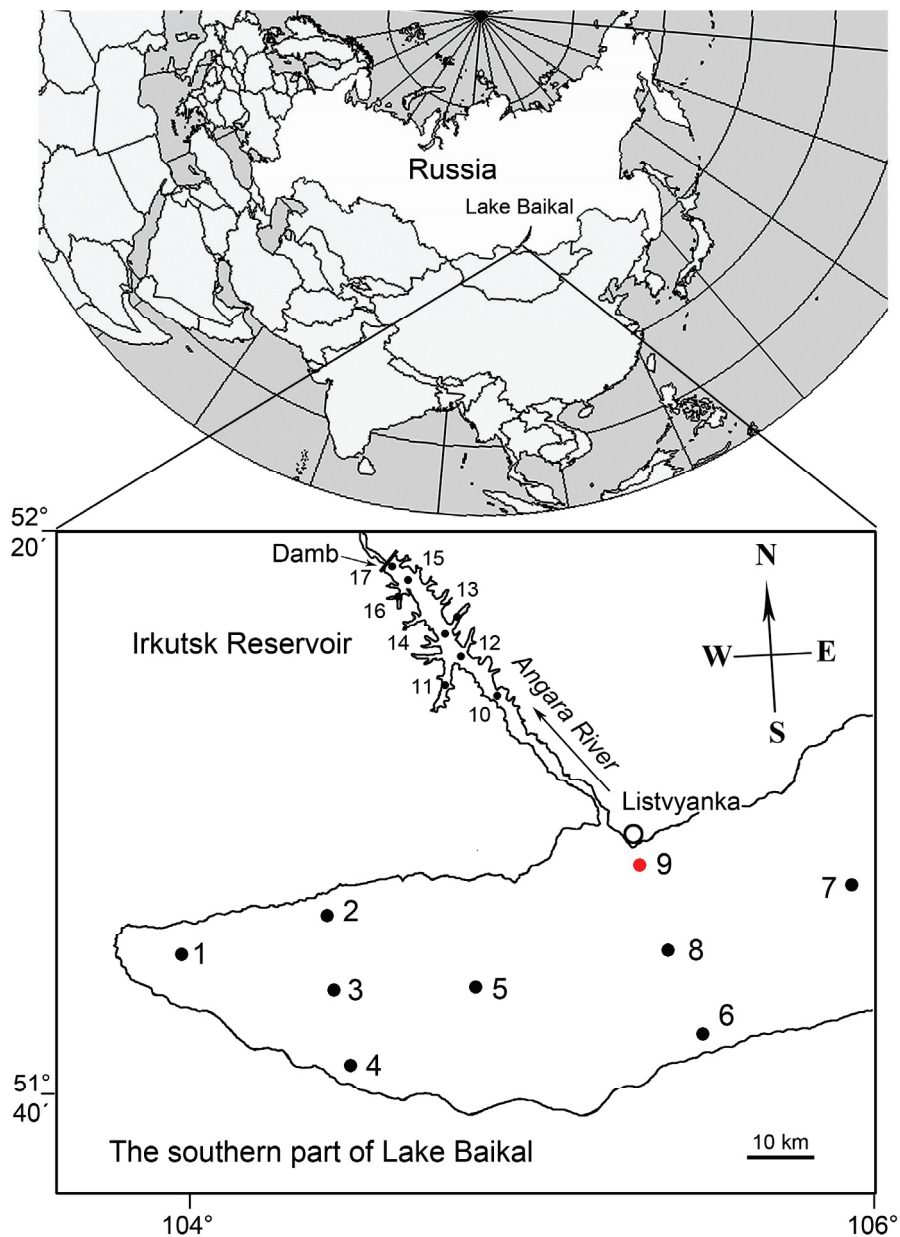 Russia
Lake Baikal
52°
20´
Damb
15
17
13
16
Irkutsk Reservoir
14
12
11
10
Angara River
N
W
E
S
Listvyanka
9
7
2
1
8
3
5
6
4
51°
40´
The southern part of Lake Baikal
10 km
104°
106°